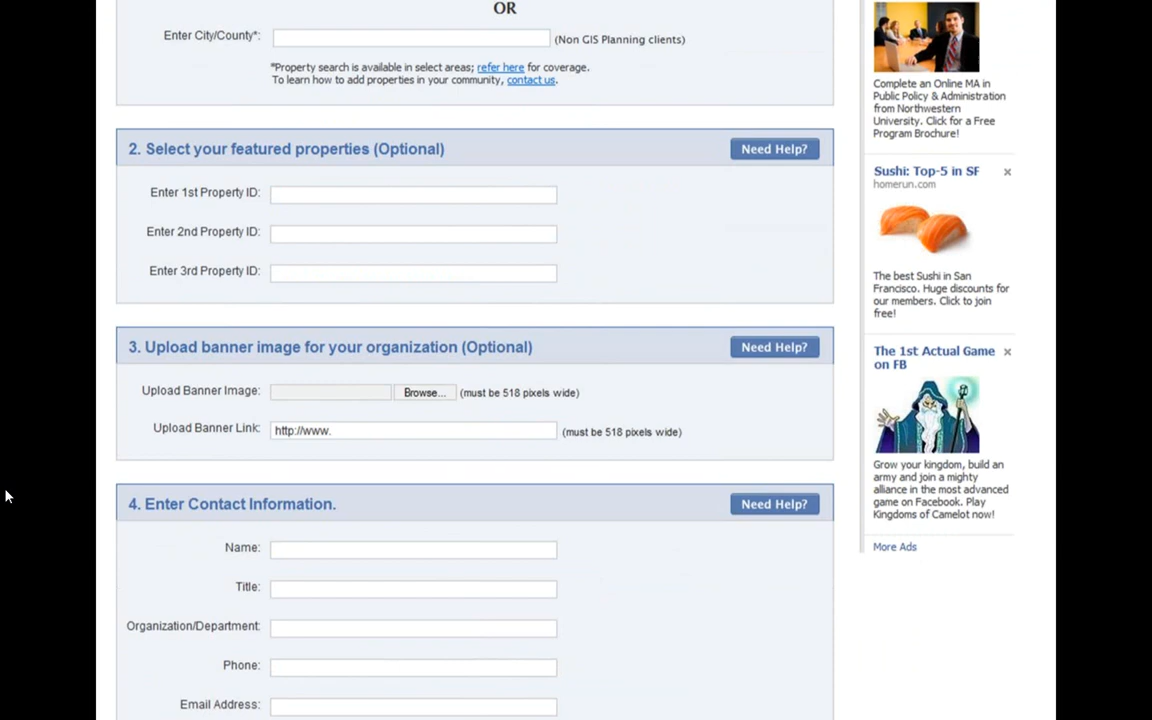 OR
Enter City/County*: (Non GIS Planning clients)
*Property search is available in select areas; refer here for coverage.
To learn how to add properties in your community, contact us.
2. Select your featured properties (Optional) Need Help?
Enter 1st Property ID:
Enter 2nd Property ID:
Enter 3rd Property ID:
3. Upload banner image for your organization (Optional) Need Help?
Upload Banner Image: Browse... (must be 518 pixels wide)
Upload Banner Link: http://www. (must be 518 pixels wide)
4. Enter Contact Information. Need Help?
Name:
Title:
Organization/Department:
Phone:
Email Address:
Complete an Online MA in
Public Policy & Administration
from Northwestern
University. Click for a Free
Program Brochure!
Sushi: Top-5 in SF
homerun.com
The best Sushi in San
Francisco. Huge discounts for
our members. Click to join
free!
The 1st Actual Game
on FB
Grow your kingdom, build an
army and join a mighty
alliance in the most advanced
game on Facebook. Play
Kingdoms of Camelot now!
More Ads